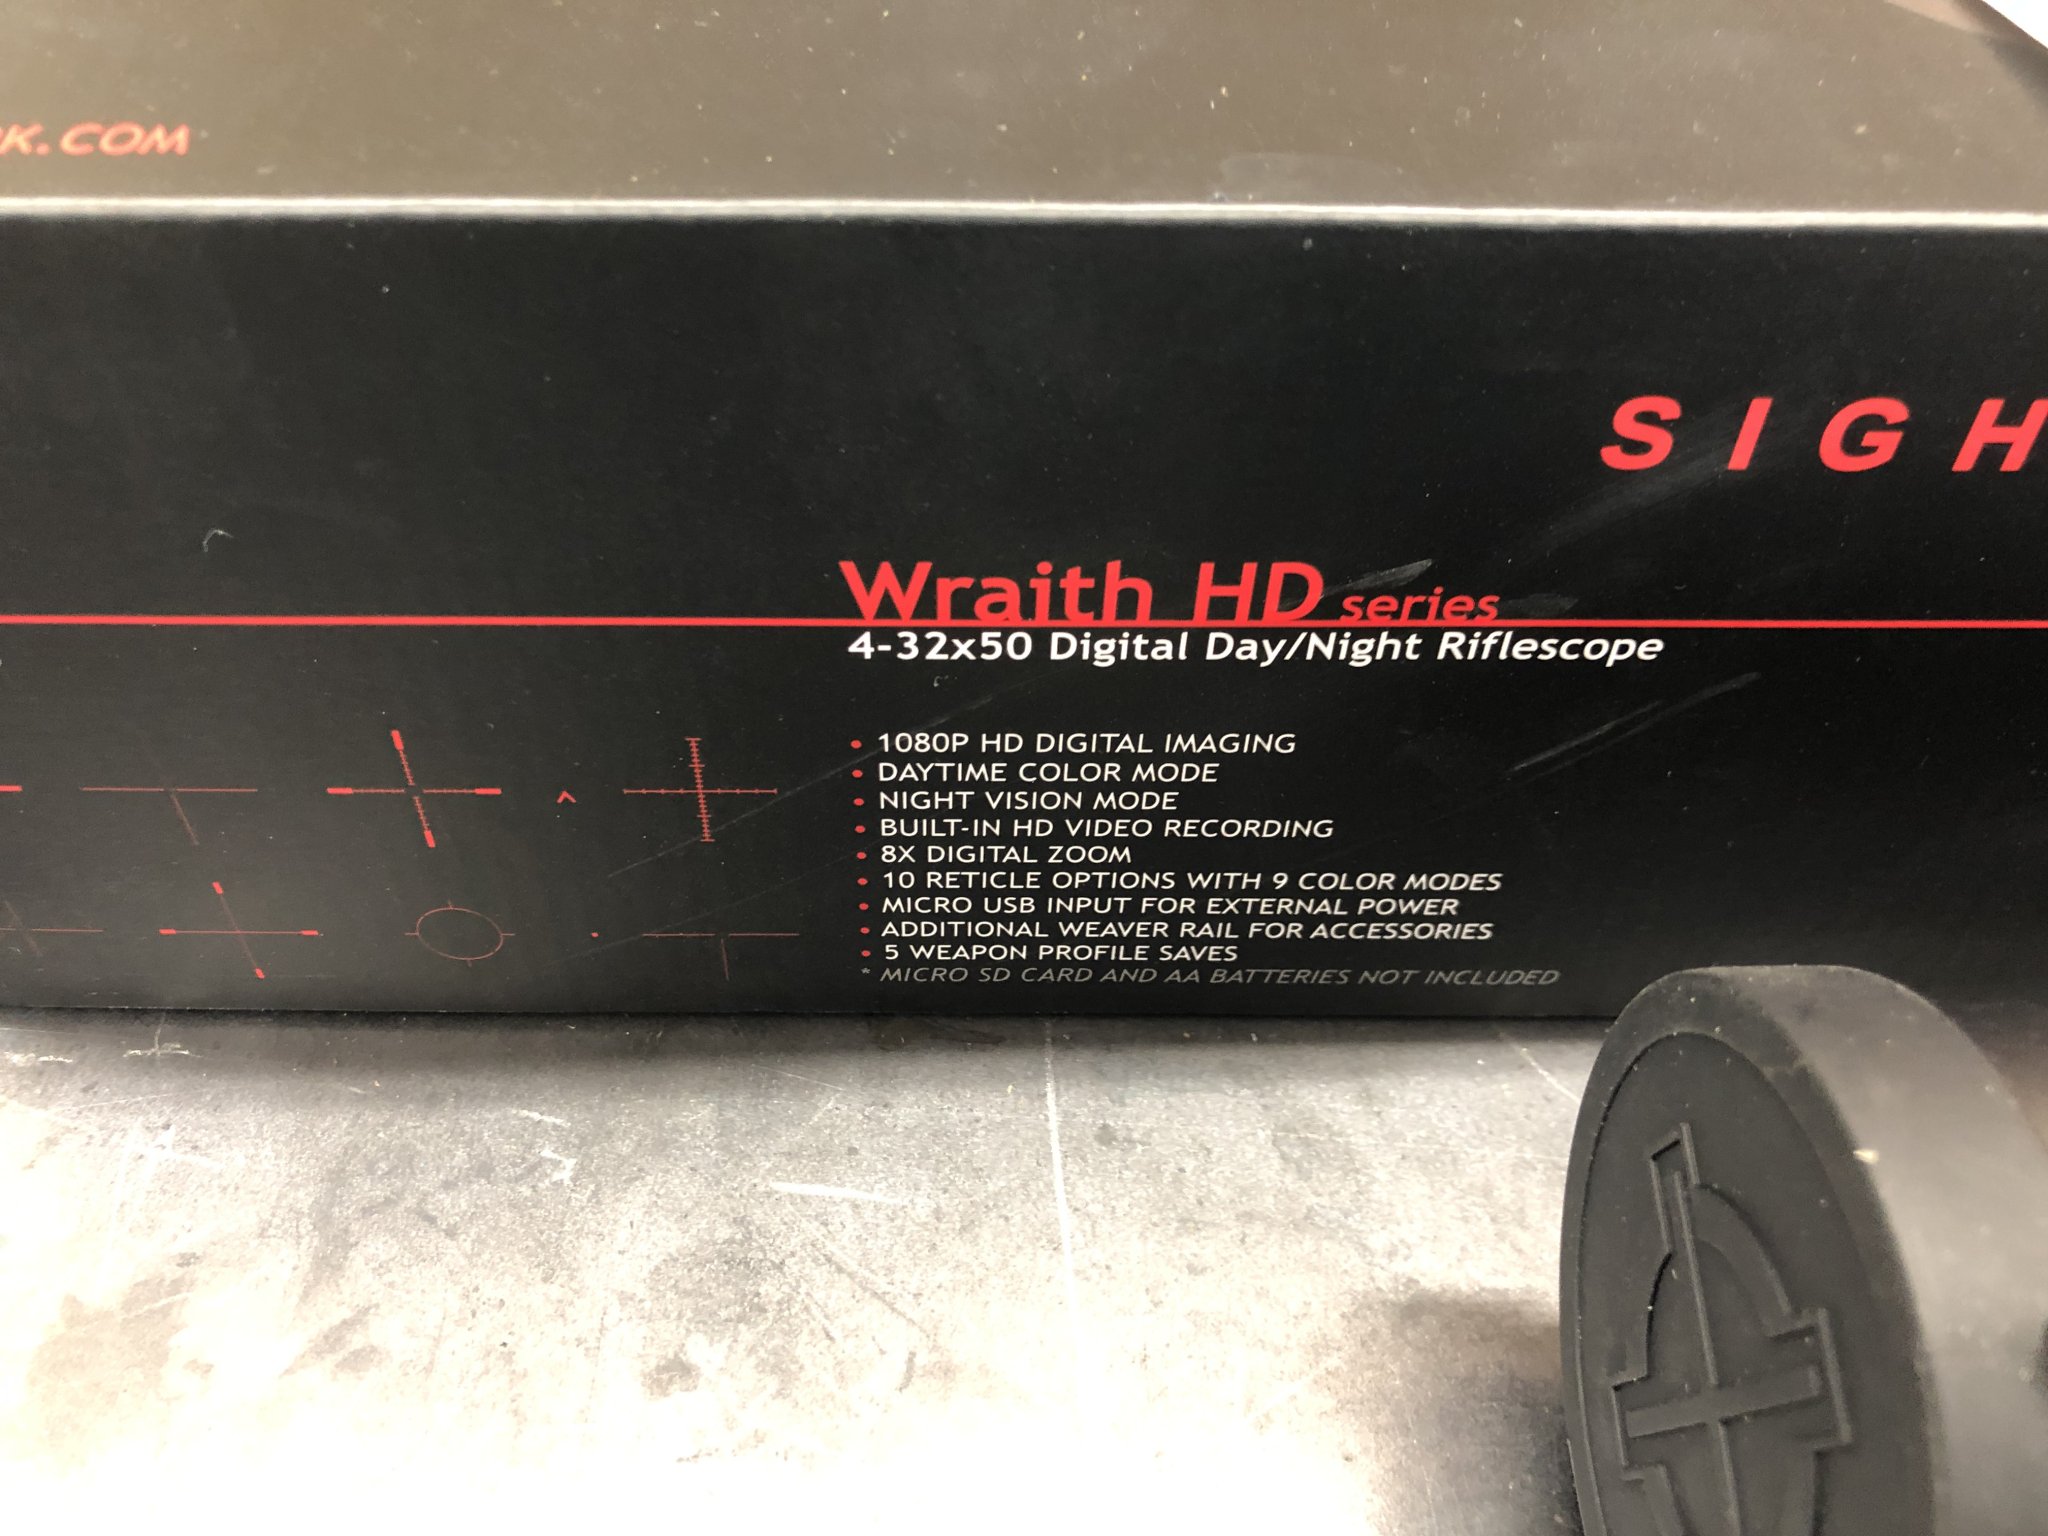 K.COM
SIGH
Wraith HD series
4-32x50 Digital Day/Night Riflescope
• 1080P HD DIGITAL IMAGING
• DAYTIME COLOR MODE
• NIGHT VISION MODE
• BUILT-IN HD VIDEO RECORDING
• 8X DIGITAL ZOOM
• 10 RETICLE OPTIONS WITH 9 COLOR MODES
• MICRO USB INPUT FOR EXTERNAL POWER
• ADDITIONAL WEAVER RAIL FOR ACCESSORIES
• 5 WEAPON PROFILE SAVES
* MICRO SD CARD AND AA BATTERIES NOT INCLUDED